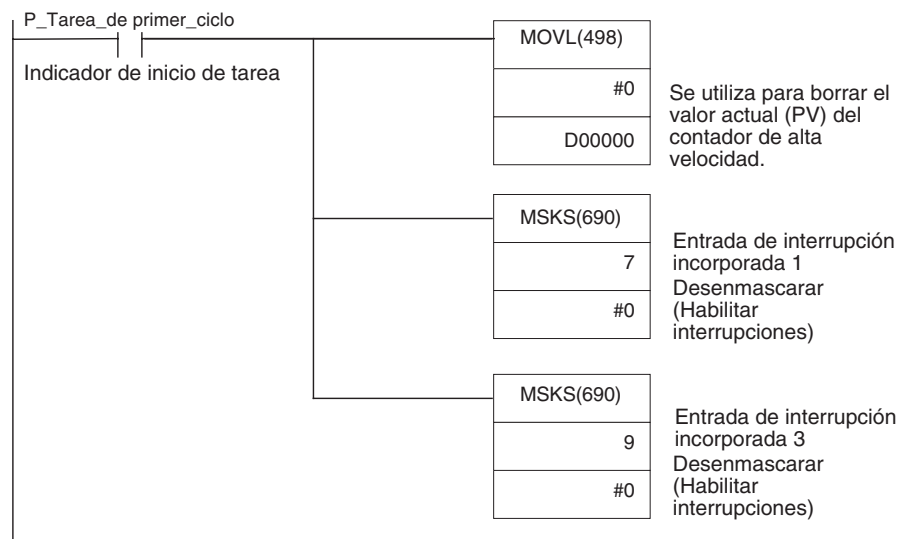 P_Tarea_de primer_ciclo
Indicador de inicio de tarea
MOVL(498)
#0
D00000
Se utiliza para borrar el
valor actual (PV) del
contador de alta
velocidad.
MSKS(690)
7
#0
Entrada de interrupción
incorporada 1
Desenmascarar
(Habilitar
interrupciones)
MSKS(690)
9
#0
Entrada de interrupción
incorporada 3
Desenmascarar
(Habilitar
interrupciones)